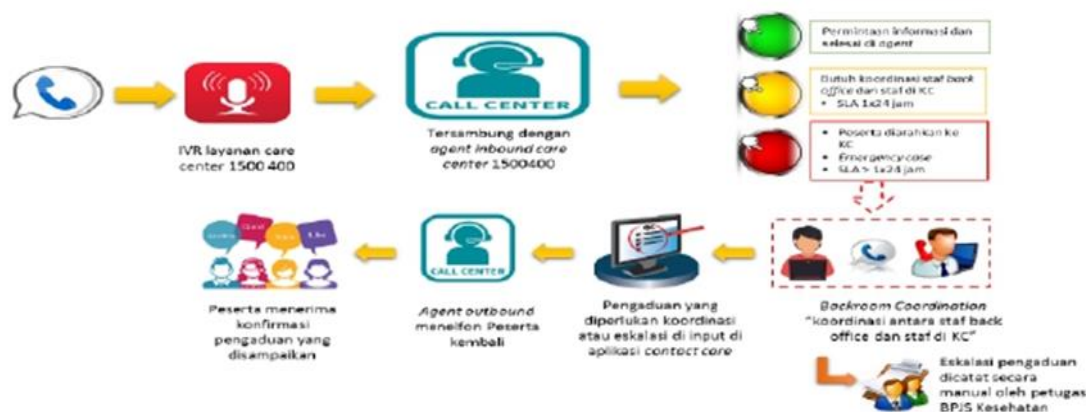 Permintaan informasi dan
selesai di agent
Butuh koordinasi staf back
office dan staf di KC
• SLA 1x24 jam
• Peserta diarahkan ke
KC
• Emergency case
• SLA > 1x24 jam
CALL CENTER
IVR layanan care
center 1500 400
Tersambung dengan
agent inbound care
center 1500400
CALL CENTER
Peserta menerima
konfirmasi
pengaduan yang
disampaikan
Agent outbound
menelfon Peserta
kembali
Pengaduan yang
diperlukan koordinasi
atau eskalasi di input di
aplikasi contact care
Backroom Coordination
"koordinasi antara staf back
office dan staf di KC"
Eskalasi pengaduan
dicatat secara
manual oleh petugas
BPJS Kesehatan